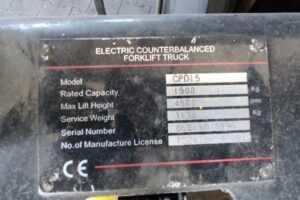 ELECTRIC COUNTERBALANCED
FORKLIFT TRUCK
Model CPD15
Rated Capacity 1500 Kg
Max Lift Height 4500 mm
Service Weight Kg
Serial Number
No.of Manufacture License
CE